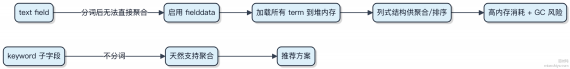 text field 分词后无法直接聚合 启用 fielddata 加载所有 term 到堆内存 列式结构供聚合/排序 高内存消耗 + GC 风险
keyword 子字段 不分词 天然支持聚合 推荐方案